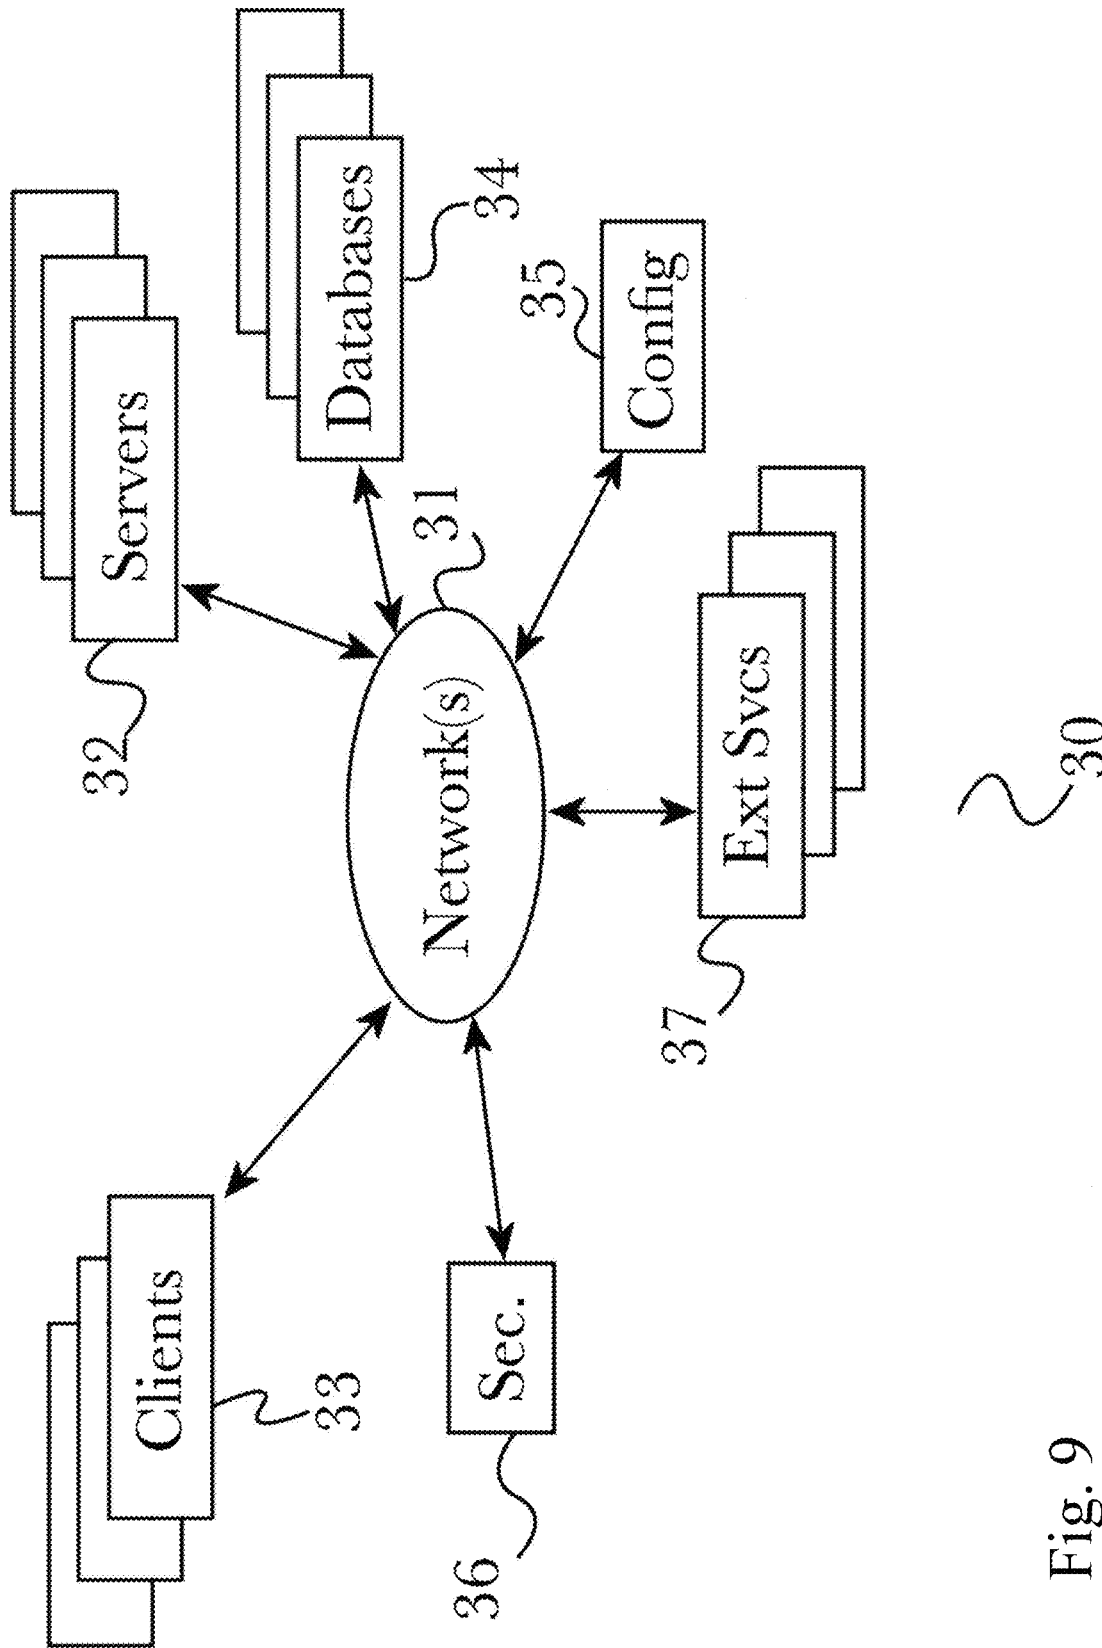 Clients
33
Servers
32
Databases
34
Network(s)
31
Sec.
36
Config
35
Ext Svcs
37
30
Fig. 9